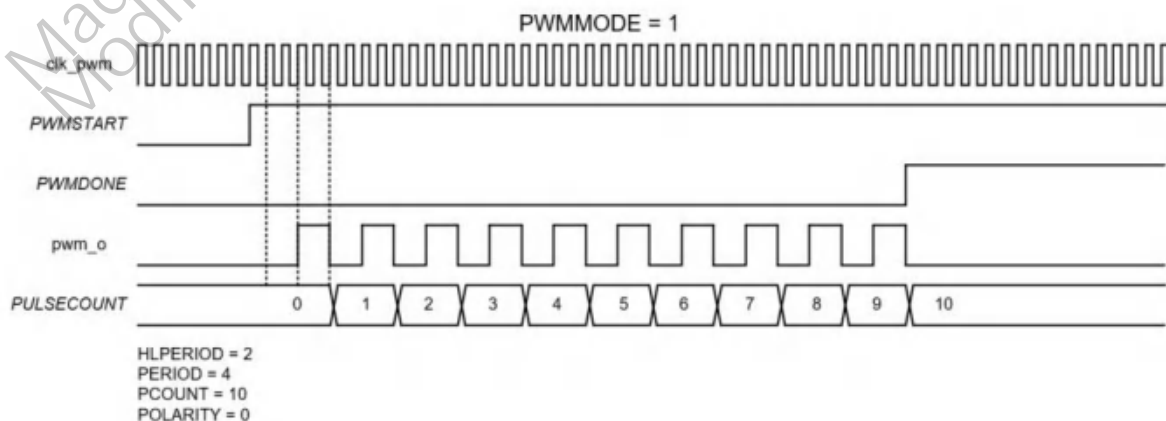 PWMMODE = 1
clk_pwm
PWMSTART
PWMDONE
pwm_o
PULSECOUNT 0 1 2 3 4 5 6 7 8 9 10
HLPERIOD = 2
PERIOD = 4
PCOUNT = 10
POLARITY = 0